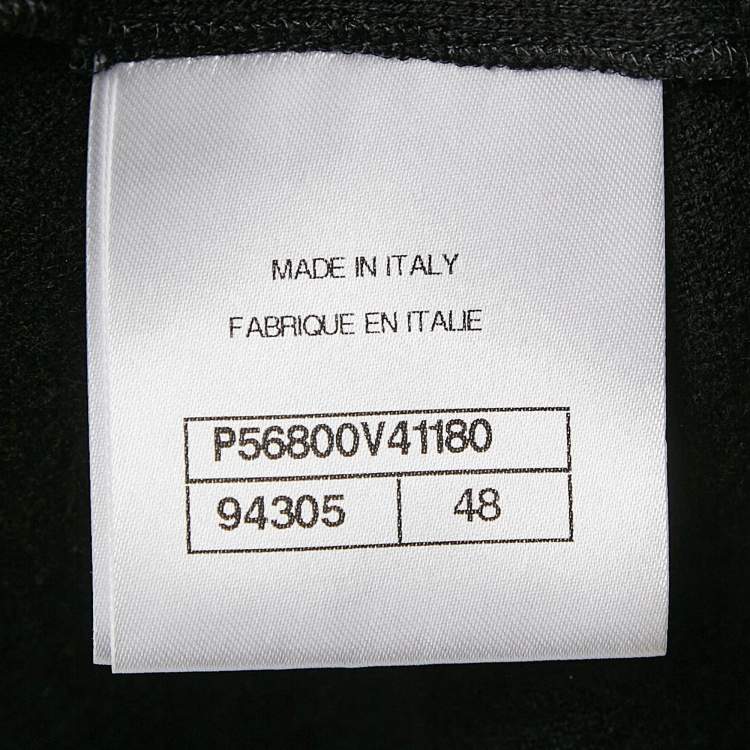 MADE IN ITALY
FABRIQUE EN ITALIE
P56800V41180
94305 48